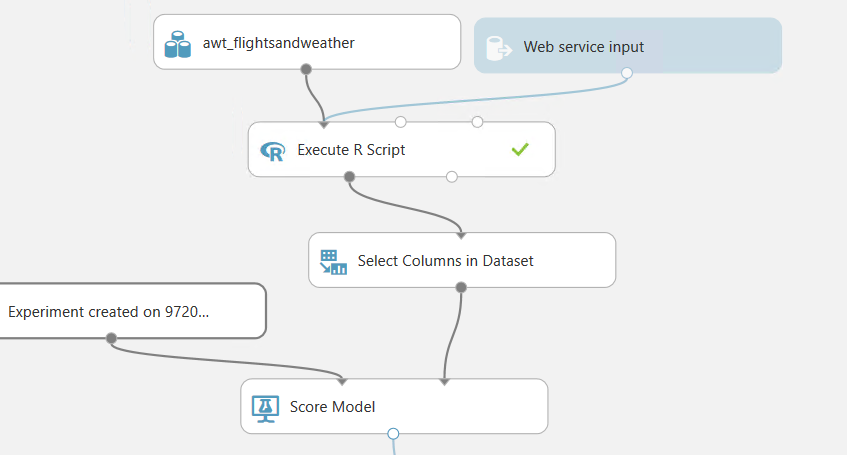 awt_flightsandweather
Web service input
Execute R Script
Select Columns in Dataset
Experiment created on 9720...
Score Model